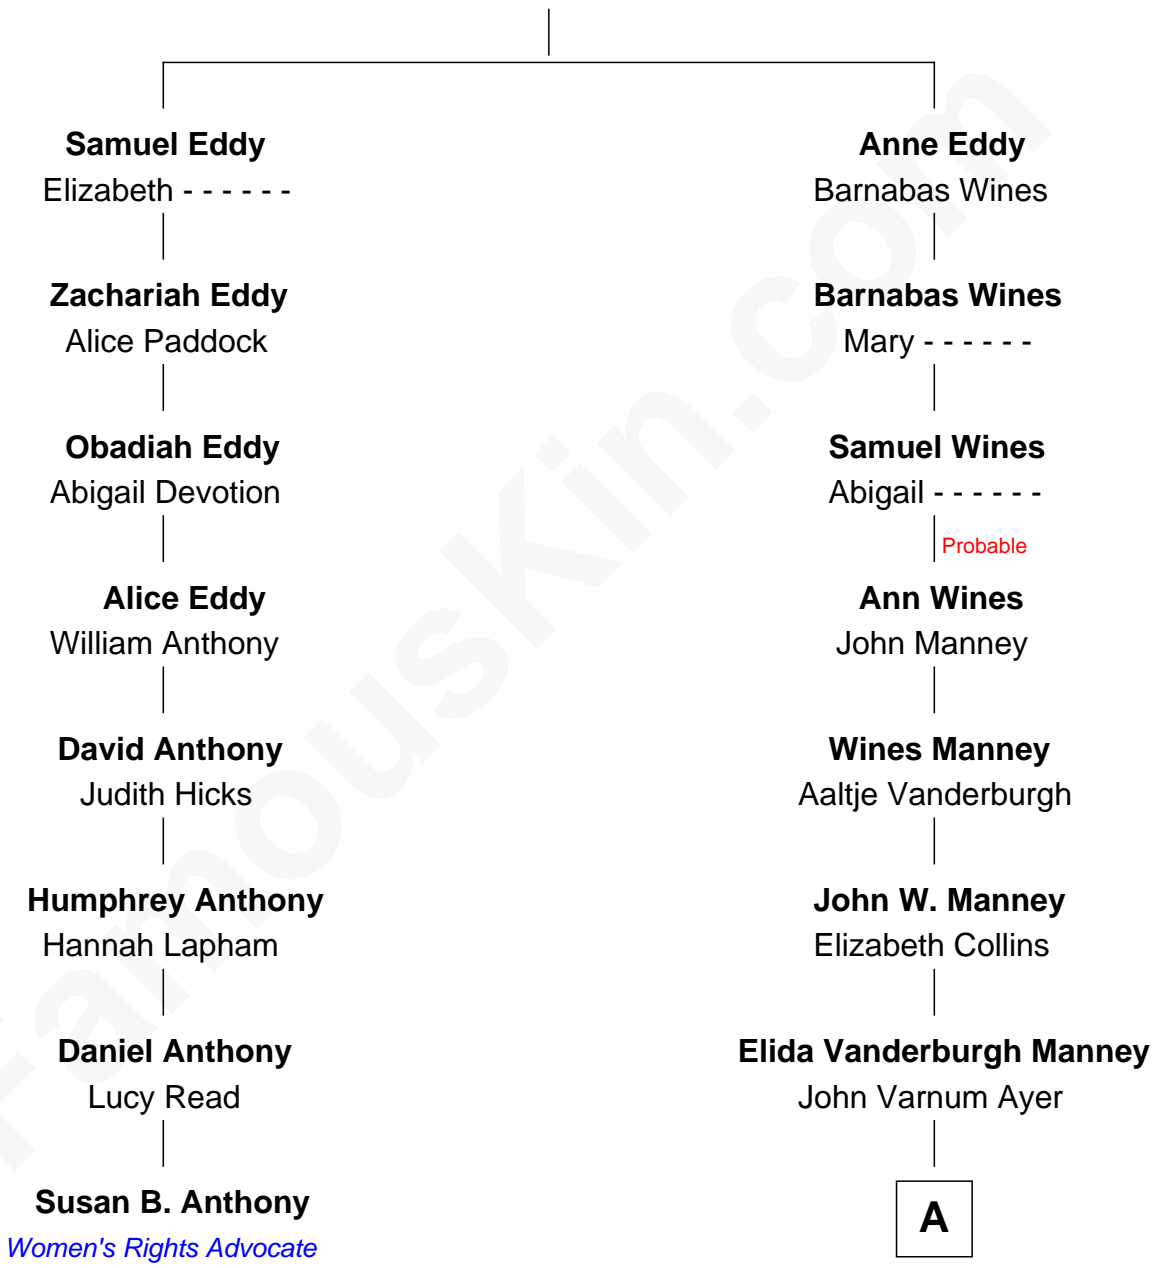 Samuel Eddy
Elizabeth - - - - - -
Anne Eddy
Barnabas Wines
Zachariah Eddy
Alice Paddock
Barnabas Wines
Mary - - - - - -
Obadiah Eddy
Abigail Devotion
Samuel Wines
Abigail - - - - - -
Probable
Alice Eddy
William Anthony
Ann Wines
John Manney
David Anthony
Judith Hicks
Wines Manney
Aaltje Vanderburgh
Humphrey Anthony
Hannah Lapham
John W. Manney
Elizabeth Collins
Daniel Anthony
Lucy Read
Elida Vanderburgh Manney
John Varnum Ayer
Susan B. Anthony
Women's Rights Advocate
A
FamousKin.com